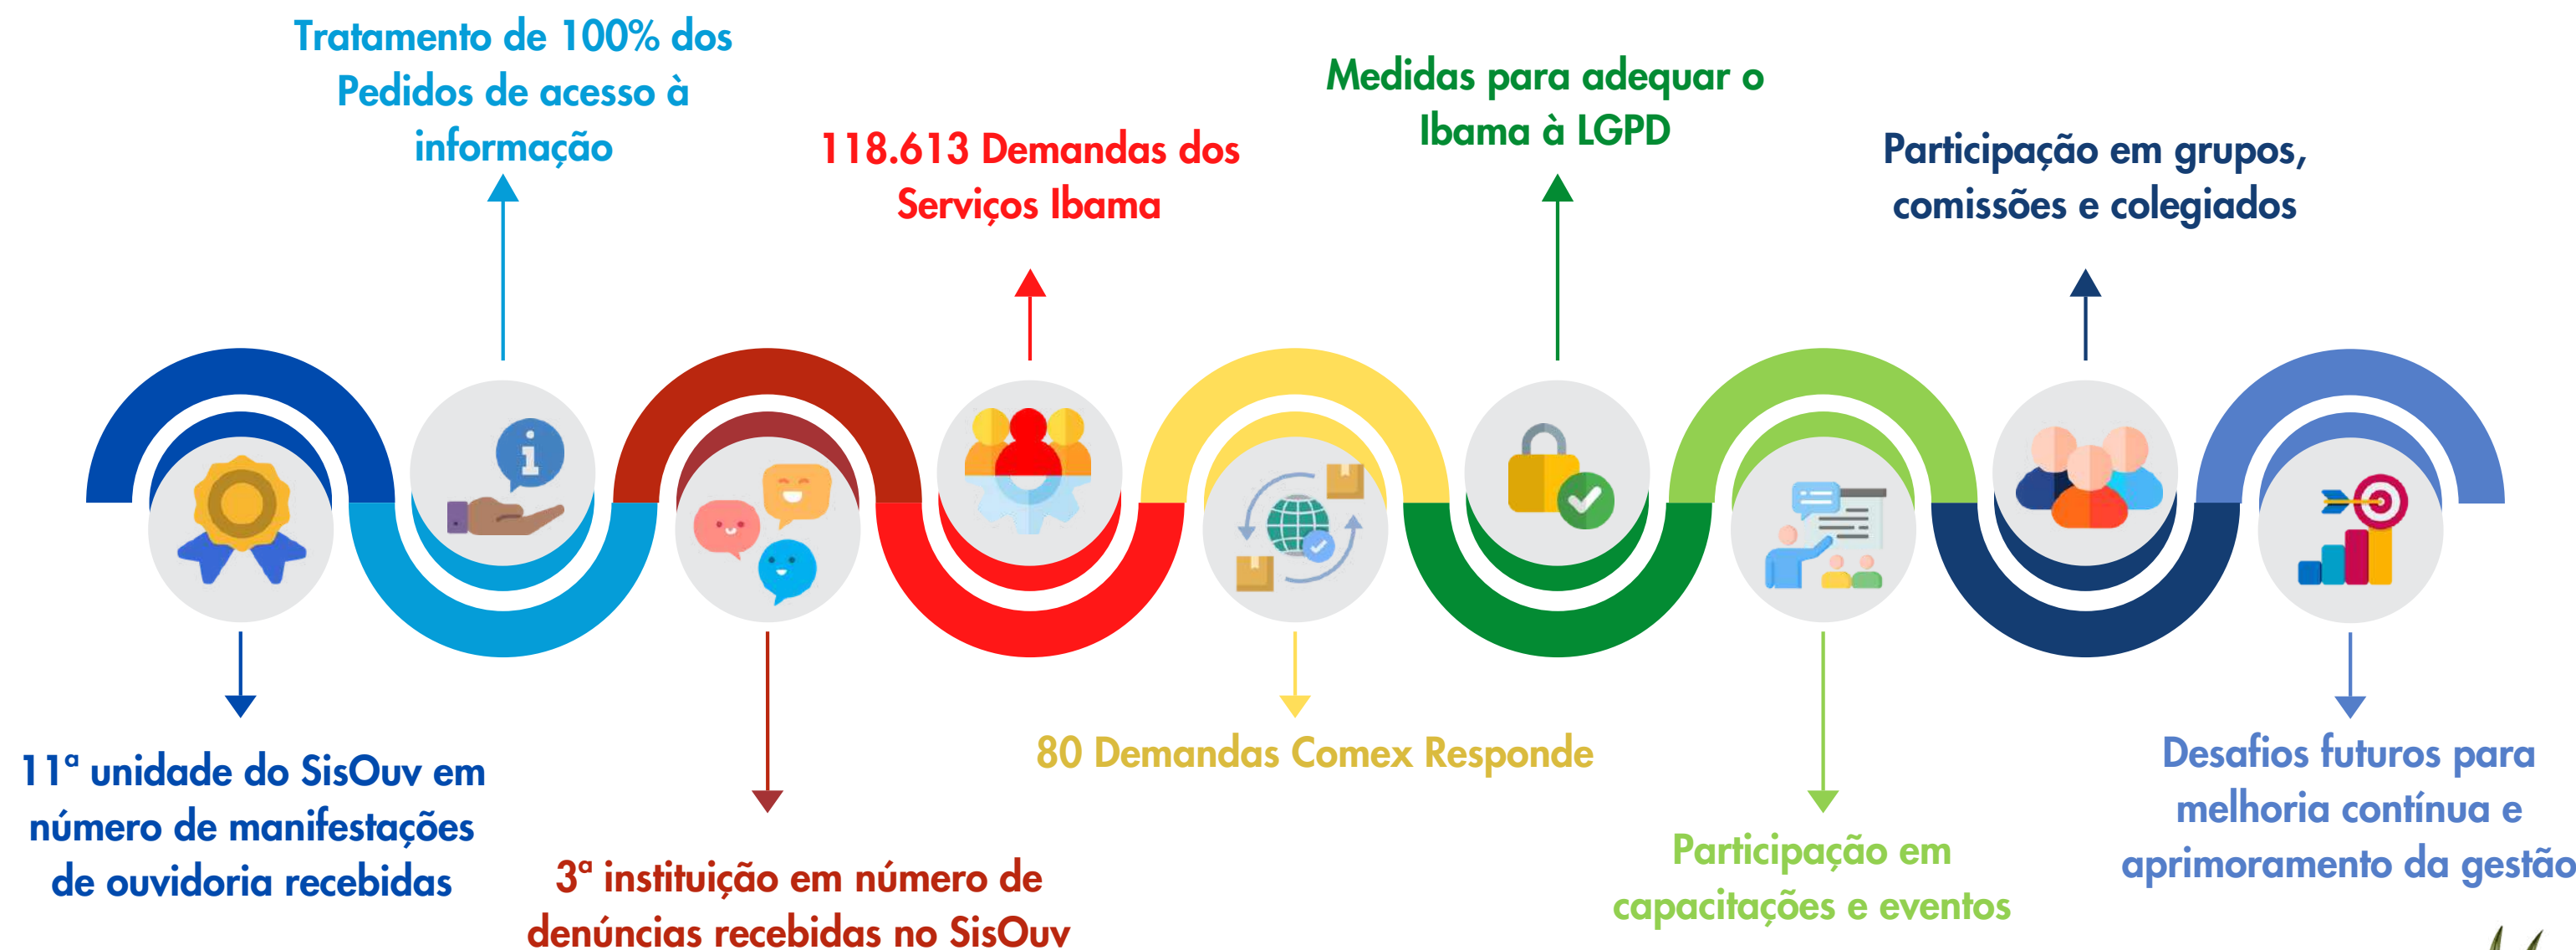 11ª unidade do SisOuv em
número de manifestações
de ouvidoria recebidas
Tratamento de 100% dos
Pedidos de acesso à
informação
3ª instituição em número de
denúncias recebidas no SisOuv
118.613 Demandas dos
Serviços Ibama
80 Demandas Comex Responde
Medidas para adequar o
Ibama à LGPD
Participação em
capacitações e eventos
Participação em grupos,
comissões e colegiados
Desafios futuros para
melhoria contínua e
aprimoramento da gestão